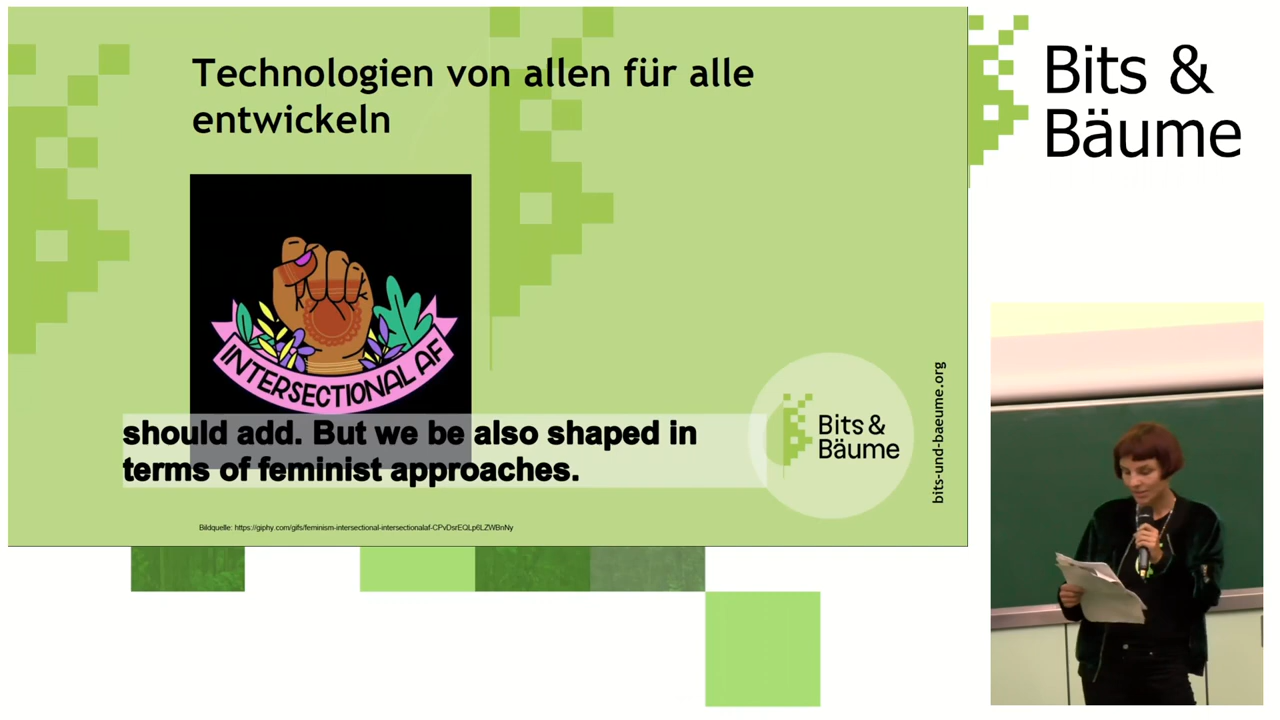 Technologien von allen für alle
entwickeln
INTERSECTIONAL AF
should add. But we be also shaped in
terms of feminist approaches.
Bits &
Bäume
bits-und-baeume.org
Bildquelle: https://giphy.com/gifs/feminism-intersectional-intersectionalaf-CPvDsrEQLp6LZWBnNy
Bits &
Bäume